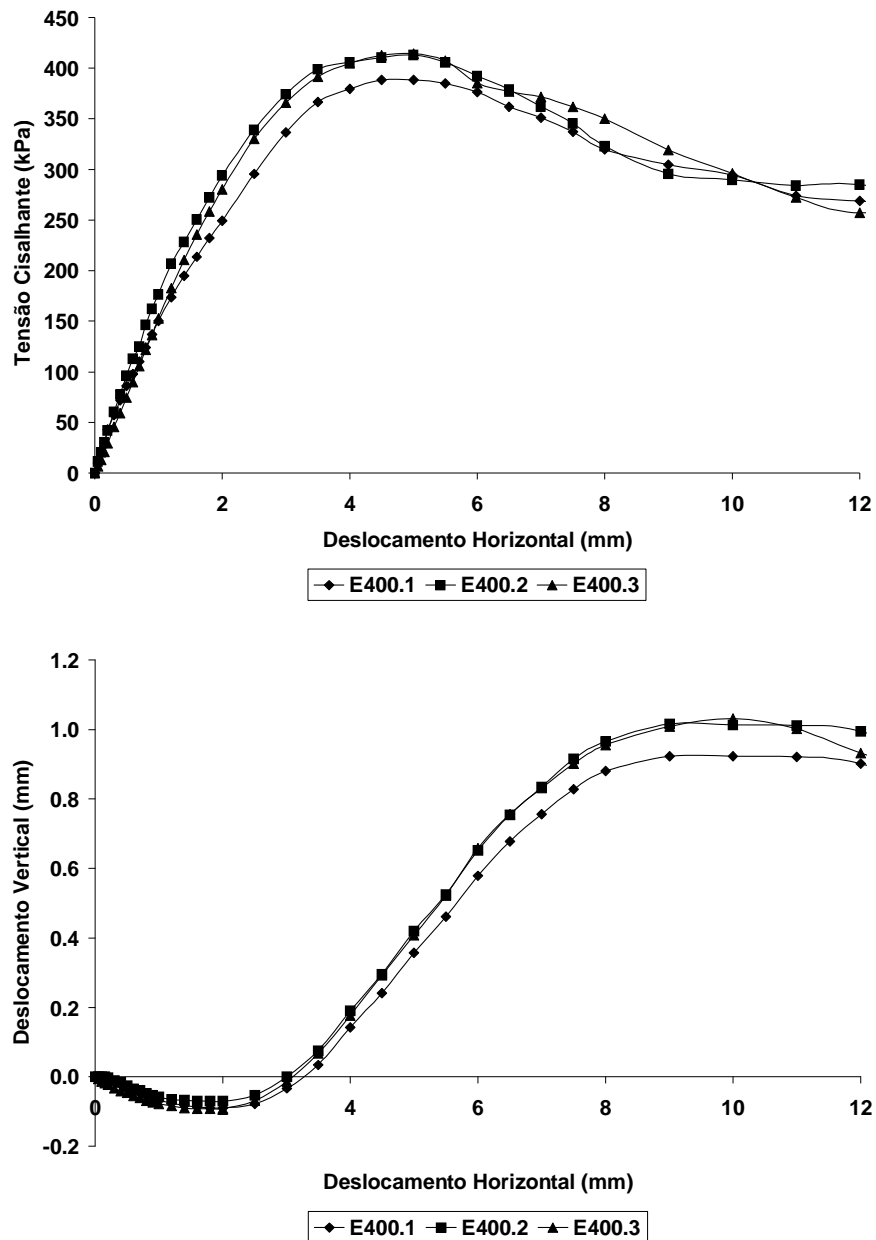 450
400
350
300
250
200
150
100
50
0
Tensão Cisalhante (kPa)
0 2 4 6 8 10 12
Deslocamento Horizontal (mm)
E400.1 E400.2 E400.3
1.2
1.0
0.8
0.6
0.4
0.2
0.0
-0.2
Deslocamento Vertical (mm)
0 2 4 6 8 10 12
Deslocamento Horizontal (mm)
E400.1 E400.2 E400.3